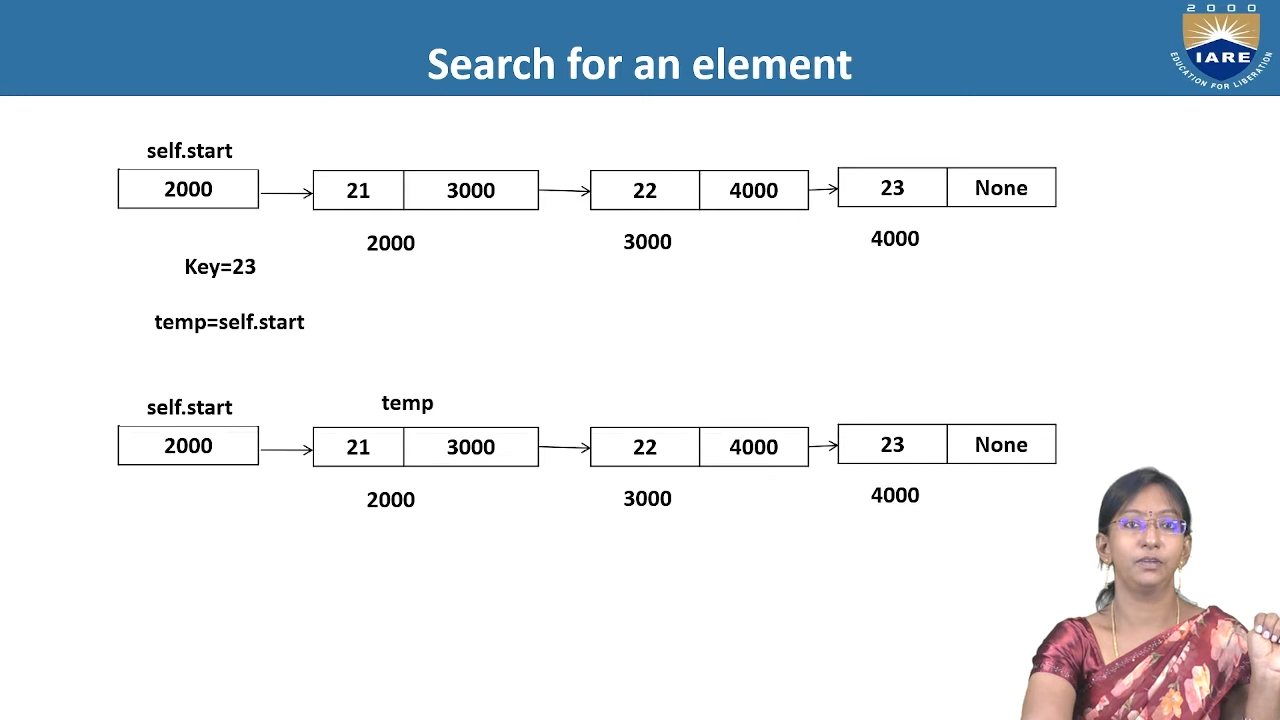 2000
IARE
EDUCATION FOR LIBERATION
Search for an element
self.start
2000 21 3000 22 4000 23 None
2000 3000 4000
Key=23
temp=self.start
self.start temp
2000 21 3000 22 4000 23 None
2000 3000 4000